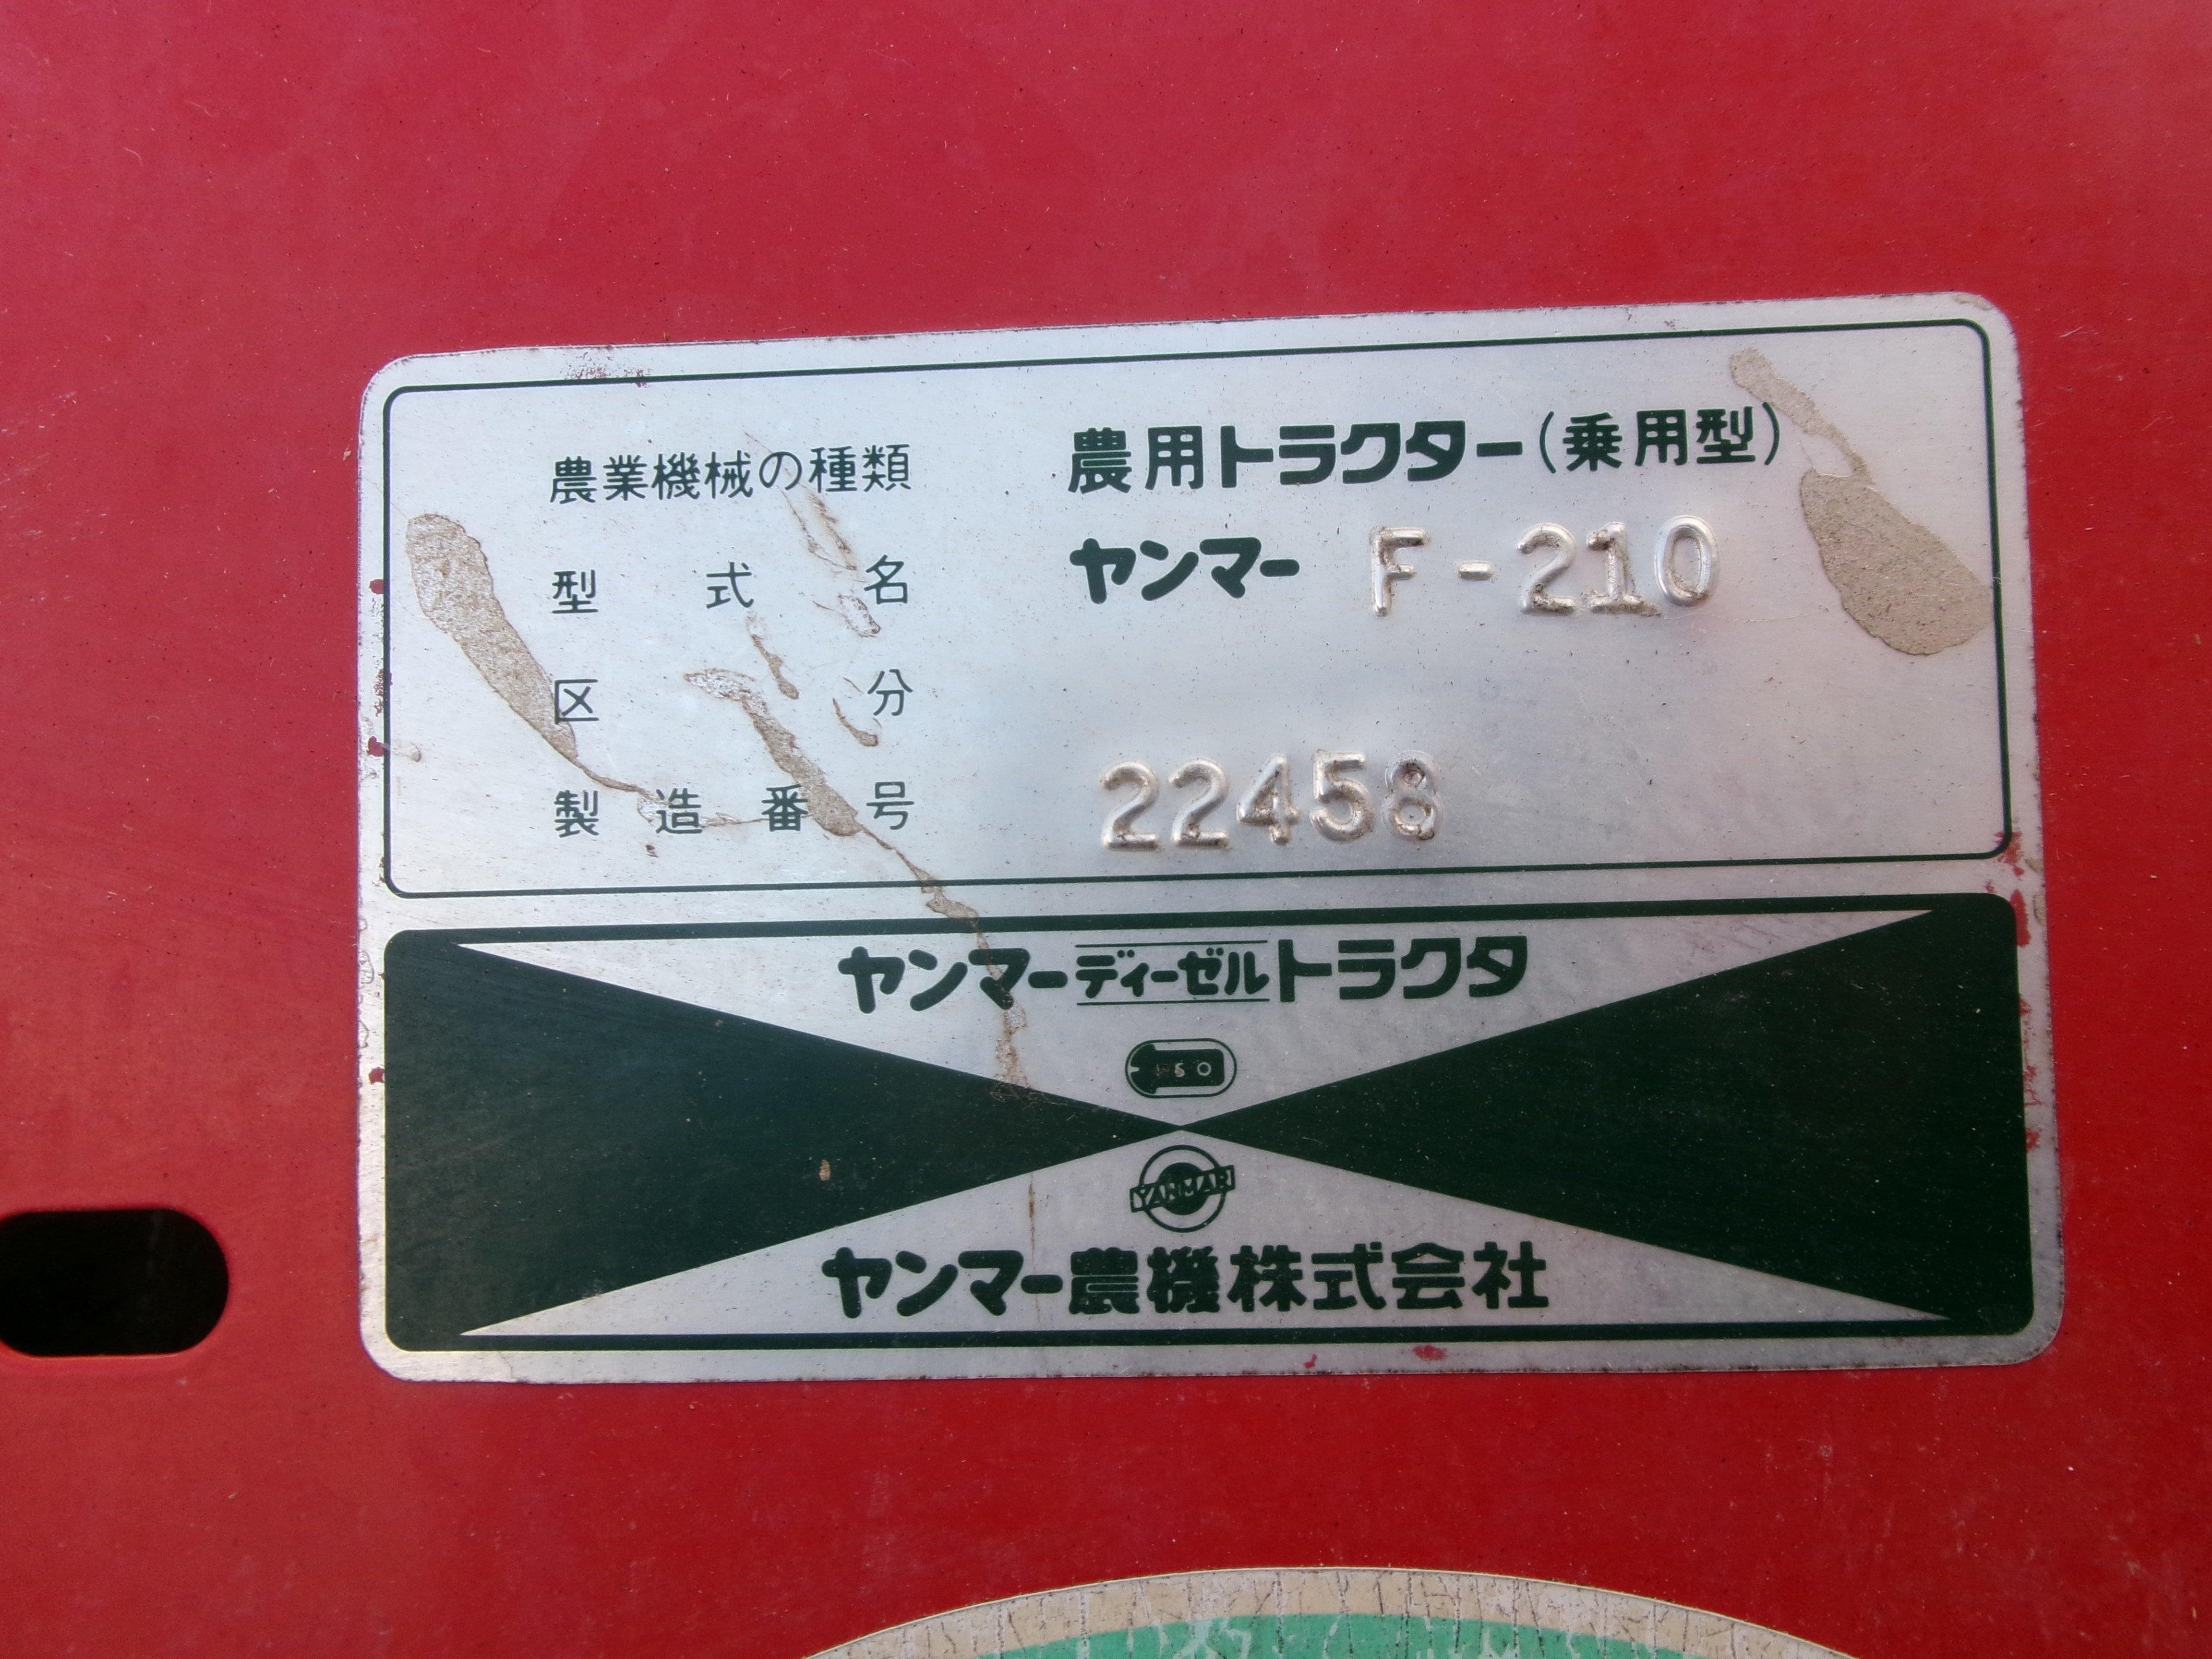 農業機械の種類 農用トラクター(乗用型)
型式名 ヤンマー F-210
区分
製造番号 22458
ヤンマーディーゼルトラクタ
YANMAR
ヤンマー農機株式会社